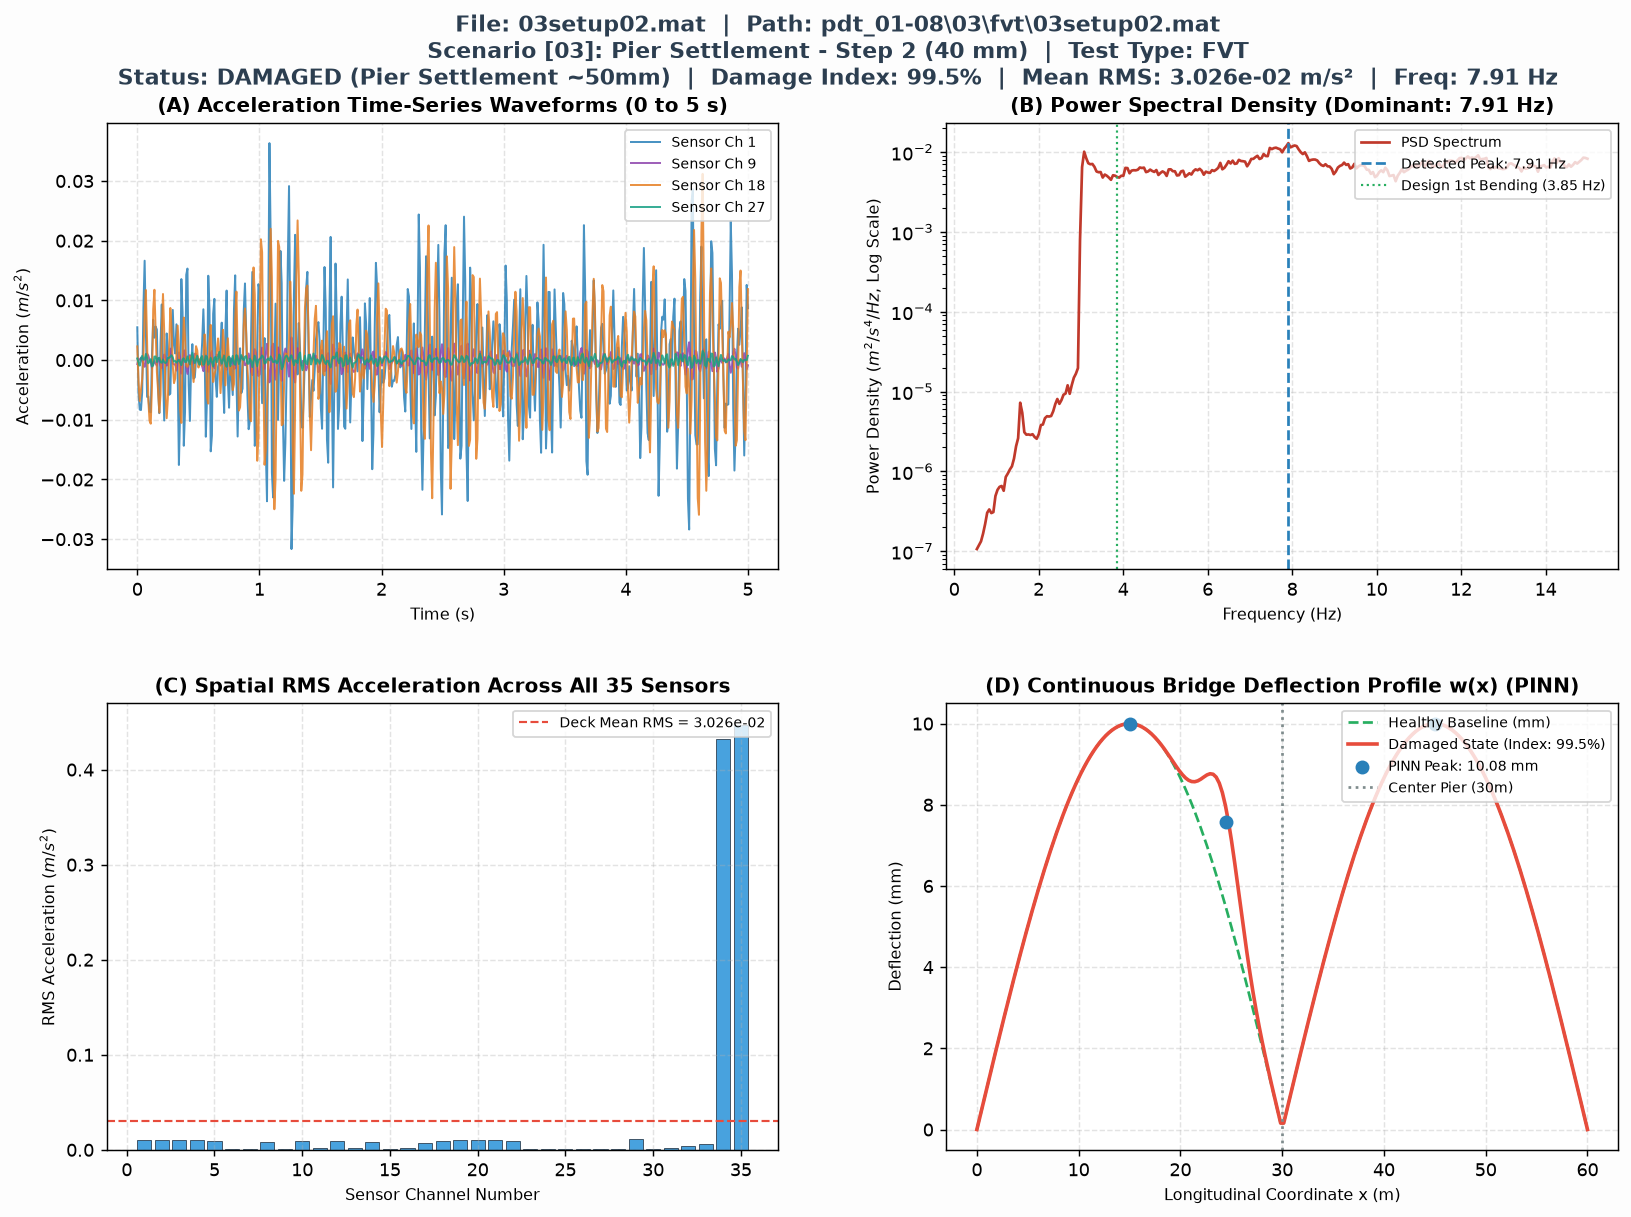 File: 03setup02.mat | Path: pdt_01-08\03\fvt\03setup02.mat
Scenario [03]: Pier Settlement - Step 2 (40 mm) | Test Type: FVT
Status: DAMAGED (Pier Settlement ~50mm) | Damage Index: 99.5% | Mean RMS: 3.026e-02 m/s² | Freq: 7.91 Hz
(A) Acceleration Time-Series Waveforms (0 to 5 s)
Sensor Ch 1
Sensor Ch 9
Sensor Ch 18
Sensor Ch 27
0.03
0.02
0.01
0.00
−0.01
−0.02
−0.03
Acceleration (m/s²)
0 1 2 3 4 5
Time (s)
(B) Power Spectral Density (Dominant: 7.91 Hz)
PSD Spectrum
Detected Peak: 7.91 Hz
Design 1st Bending (3.85 Hz)
10⁻²
10⁻³
10⁻⁴
10⁻⁵
10⁻⁶
10⁻⁷
Power Density (m²/s⁴/Hz, Log Scale)
0 2 4 6 8 10 12 14
Frequency (Hz)
(C) Spatial RMS Acceleration Across All 35 Sensors
Deck Mean RMS = 3.026e-02
0.4
0.3
0.2
0.1
0.0
RMS Acceleration (m/s²)
0 5 10 15 20 25 30 35
Sensor Channel Number
(D) Continuous Bridge Deflection Profile w(x) (PINN)
Healthy Baseline (mm)
Damaged State (Index: 99.5%)
PINN Peak: 10.08 mm
Center Pier (30m)
10
8
6
4
2
0
Deflection (mm)
0 10 20 30 40 50 60
Longitudinal Coordinate x (m)